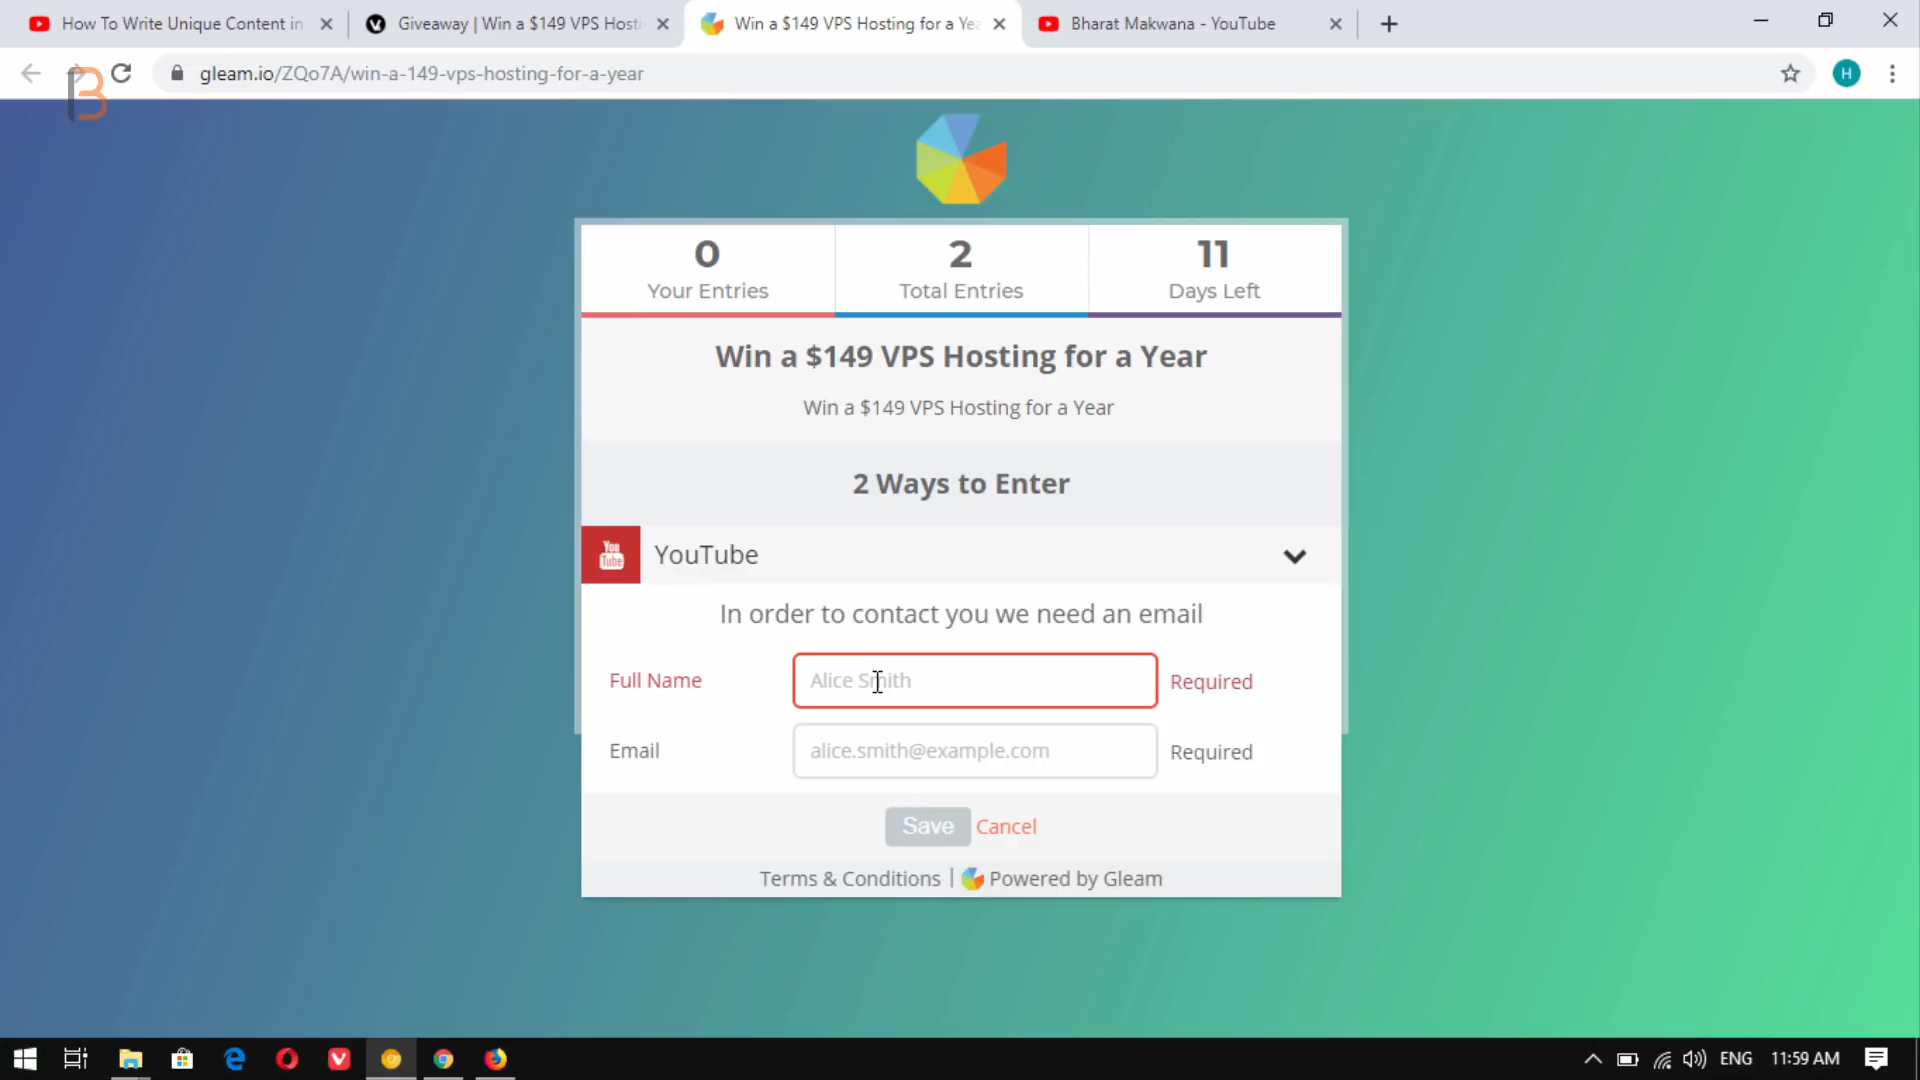 How To Write Unique Content in
Giveaway | Win a $149 VPS Hosti
Win a $149 VPS Hosting for a Yea
Bharat Makwana - YouTube
gleam.io/ZQo7A/win-a-149-vps-hosting-for-a-year
H
B
0
Your Entries
2
Total Entries
11
Days Left
Win a $149 VPS Hosting for a Year
Win a $149 VPS Hosting for a Year
2 Ways to Enter
You Tube
YouTube
In order to contact you we need an email
Full Name
Alice Smith
Required
Email
alice.smith@example.com
Required
Save
Cancel
Terms & Conditions | Powered by Gleam
ENG
11:59 AM